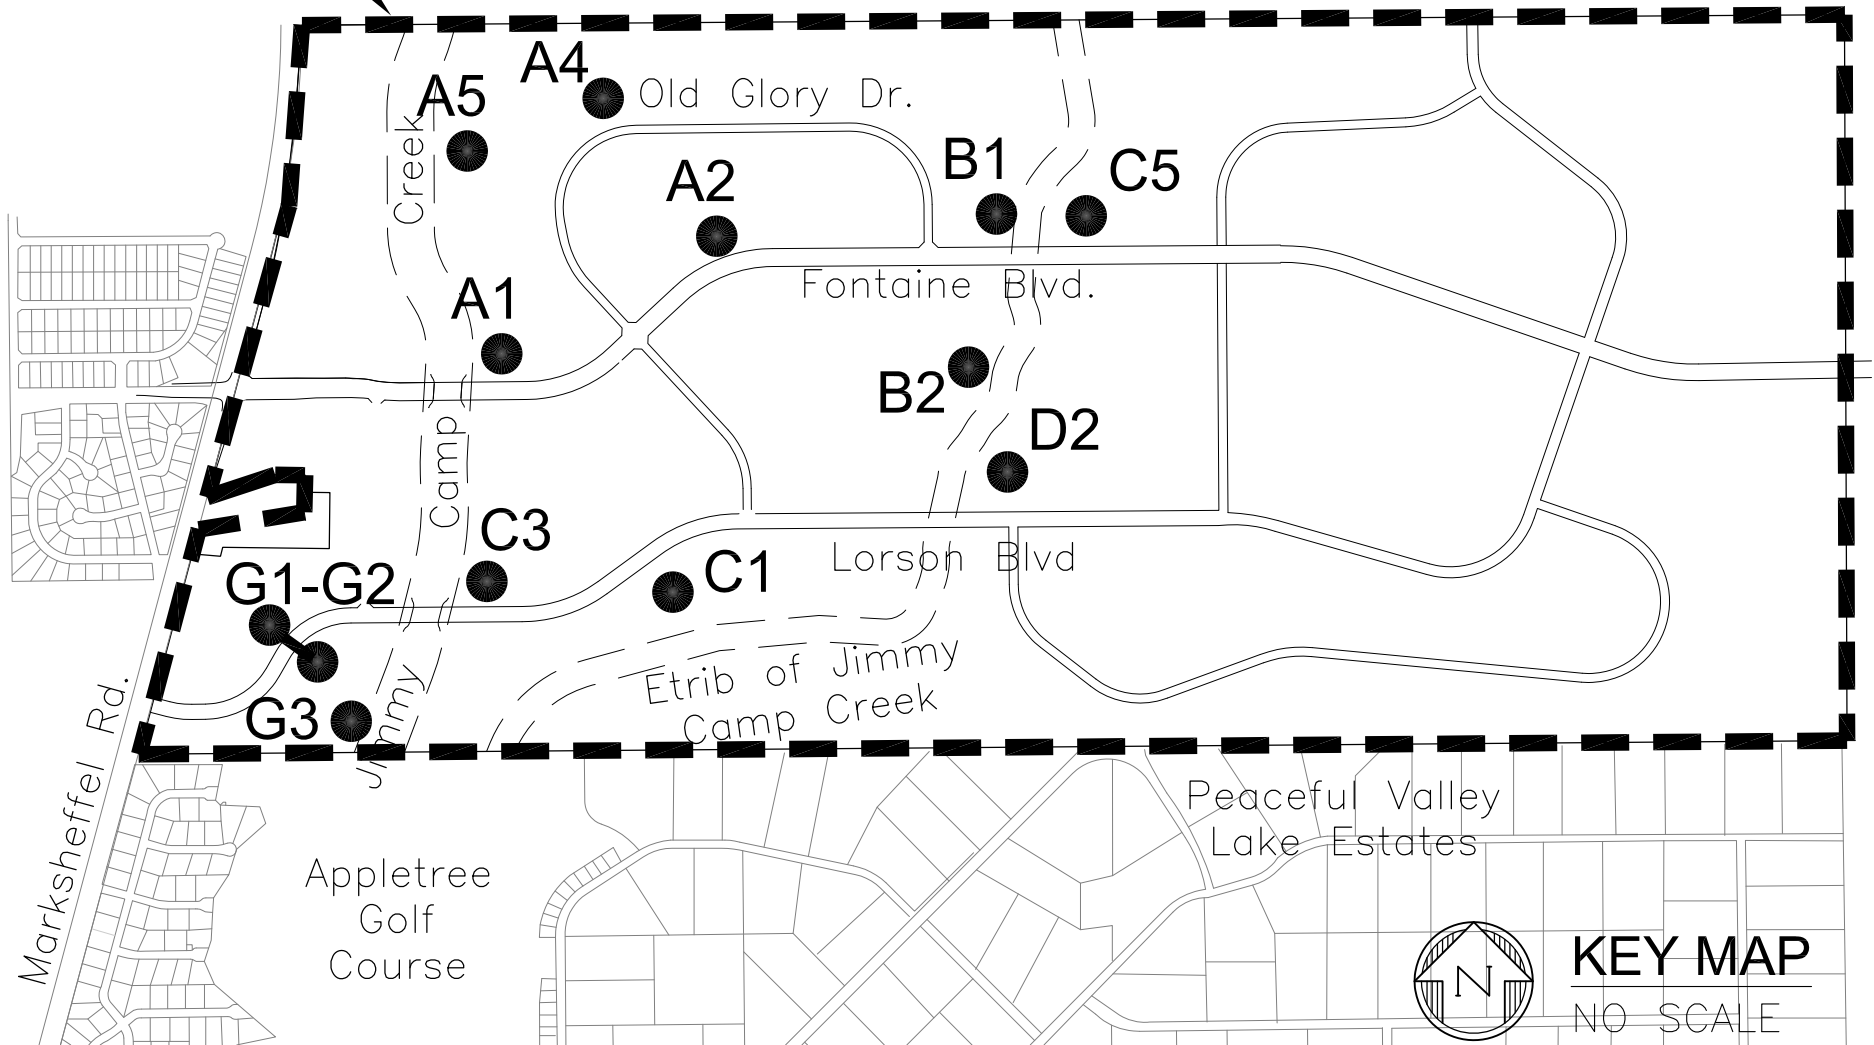 A4
Old Glory Dr.
A5
Creek
B1
C5
A2
Fontaine Blvd.
A1
B2
D2
Camp
C3
Lorson Blvd
C1
G1-G2
Etrib of Jimmy
Camp Creek
G3
Jimmy
Marksheffel Rd.
Peaceful Valley
Lake Estates
Appletree
Golf
Course
N
KEY MAP
NO SCALE